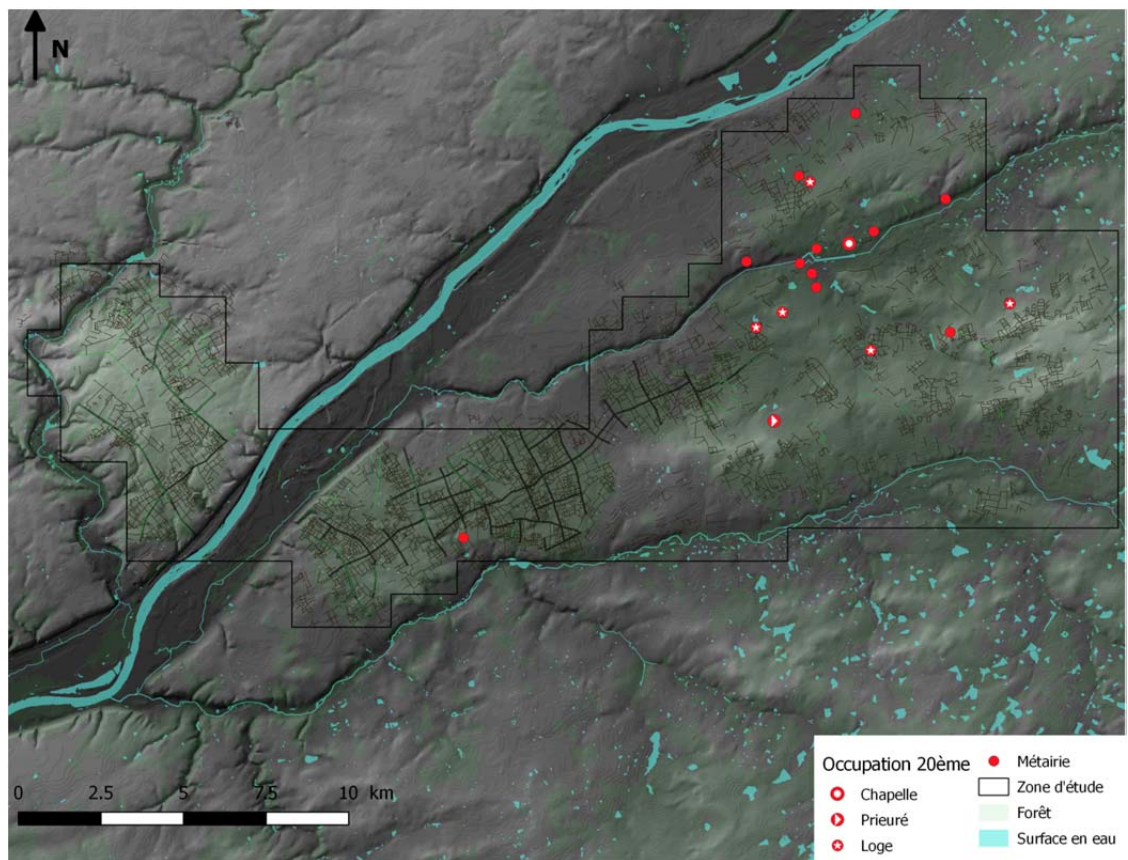 N
0 2.5 5 7.5 10 km
Occupation 20ème
Chapelle
Prieuré
Loge
Métairie
Zone d'étude
Forêt
Surface en eau